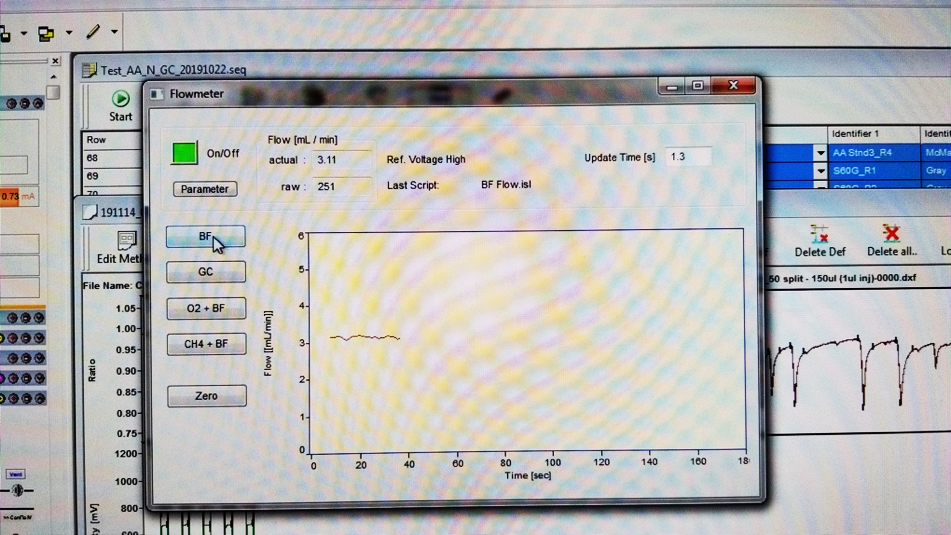 Test_AA_N_GC_20191022.seq
Flowmeter
Start
Flow [mL / min]
On/Off
actual : 3.11
Ref. Voltage High
Update Time [s] 1.3
Row
Identifier 1
68
AA Stnd3_R4
raw : 251
Last Script: BF Flow.isl
Parameter
69
S60G_R1
Gray
70
0.73 mA
191114_
BF
GC
O2 + BF
CH4 + BF
Zero
Edit
Delete Def
Delete all..
File Name:
50 split - 150ul (1ul inj)-0000.dxf
Flow [[mL/min]]
6
5
4
3
2
1
0
0 20 40 60 80 100 120 140 160
Time [sec]
Ratio
1.05
1.00
0.95
0.90
0.85
0.80
0.75
1200
1000
800
[mV]
Vent